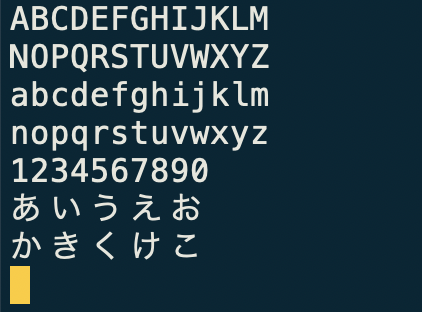 ABCDEFGHIJKLM
NOPQRSTUVWXYZ
abcdefghijklm
nopqrstuvwxyz
1234567890
あいうえお
かきくけこ